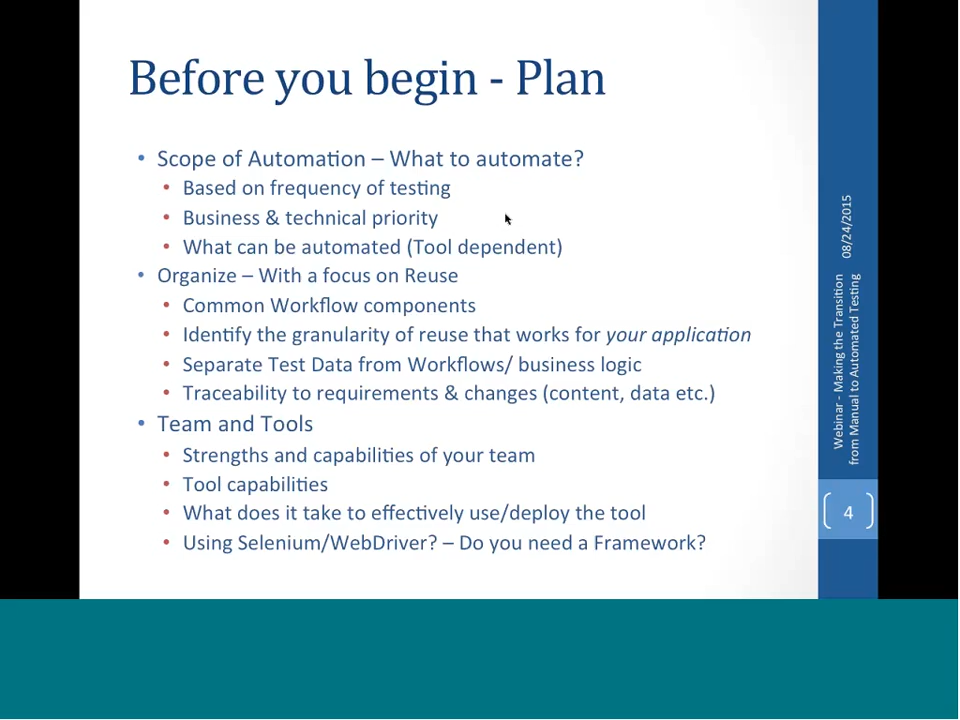 Before you begin - Plan
• Scope of Automation – What to automate?
• Based on frequency of testing
• Business & technical priority
• What can be automated (Tool dependent)
• Organize – With a focus on Reuse
• Common Workflow components
• Identify the granularity of reuse that works for your application
• Separate Test Data from Workflows/ business logic
• Traceability to requirements & changes (content, data etc.)
• Team and Tools
• Strengths and capabilities of your team
• Tool capabilities
• What does it take to effectively use/deploy the tool
• Using Selenium/WebDriver? – Do you need a Framework?
08/24/2015
Webinar - Making the Transition
from Manual to Automated Testing
4